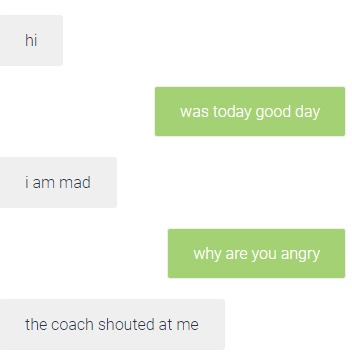 hi
was today good day
i am mad
why are you angry
the coach shouted at me